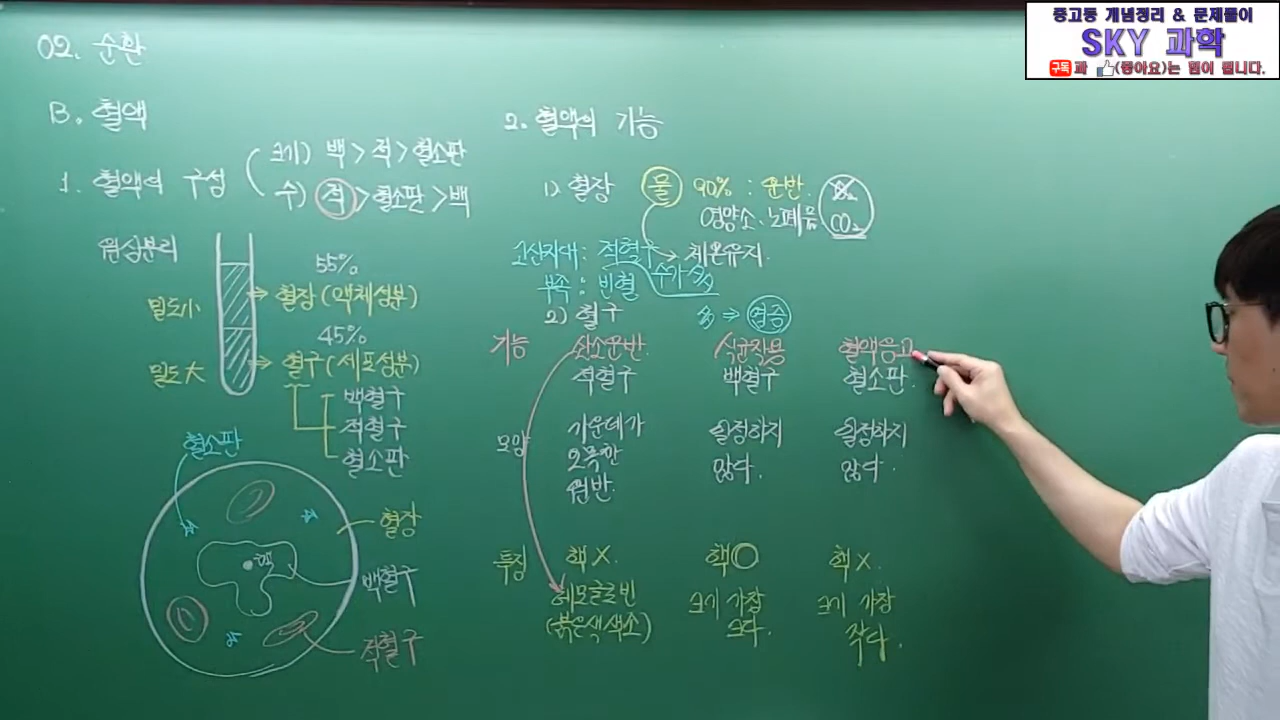 중고등 개념정리 & 문제풀이
SKY 과학
구독과 (좋아요)는 힘이 됩니다.
02. 순환
B. 혈액
1. 혈액의 구성
크기) 백 > 적 > 혈소판
수) 적 > 혈소판 > 백
원심분리
밀도小
55%
혈장 (액체성분)
45%
밀도大
혈구 (세포성분)
백혈구
적혈구
혈소판
혈소판
혈장
핵
백혈구
적혈구
2. 혈액의 기능
1) 혈장 물 90% : 운반.
영양소. 노폐물
O₂
CO₂
체온유지.
고산지대 : 적혈구
수가 多
부족 : 빈혈
2) 혈구
多 → 염증
기능 산소운반. 식균작용 혈액응고
적혈구 백혈구 혈소판.
모양 가운데가 오목한 원반. 일정하지 않다. 일정하지 않다.
특징 핵 X. 핵 O 핵 X.
헤모글로빈 (붉은색색소) 크기 가장 크다. 크기 가장 작다.